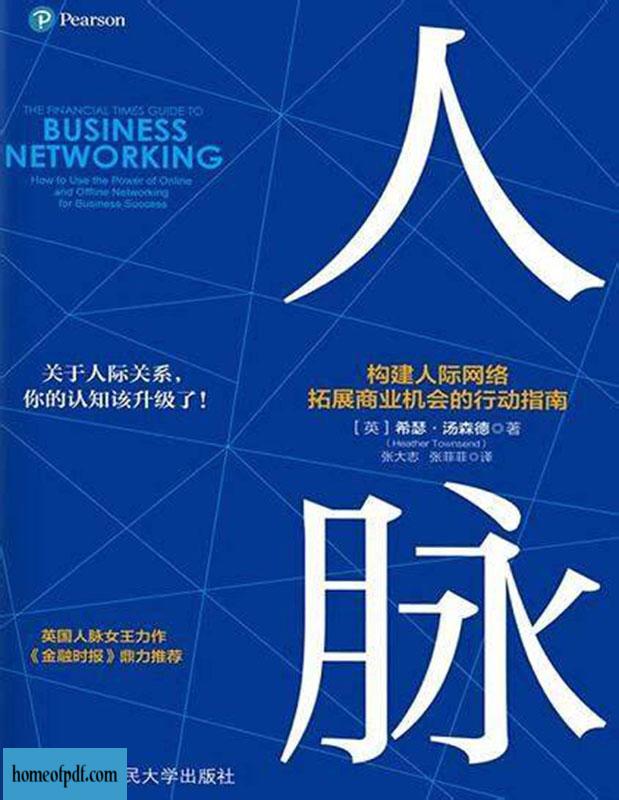 Pearson
THE FINANCIAL TIMES GUIDE TO
BUSINESS
NETWORKING
How to Use the Power of Online
and Offline Networking
for Business Success
人
脉
关于人际关系，
你的认知该升级了！
构建人际网络
拓展商业机会的行动指南
［英］希瑟·汤森德◎著
(Heather Townsend)
张大志 张菲菲◎译
英国人脉女王力作
《金融时报》鼎力推荐
民大学出版社
homeofpdf.com